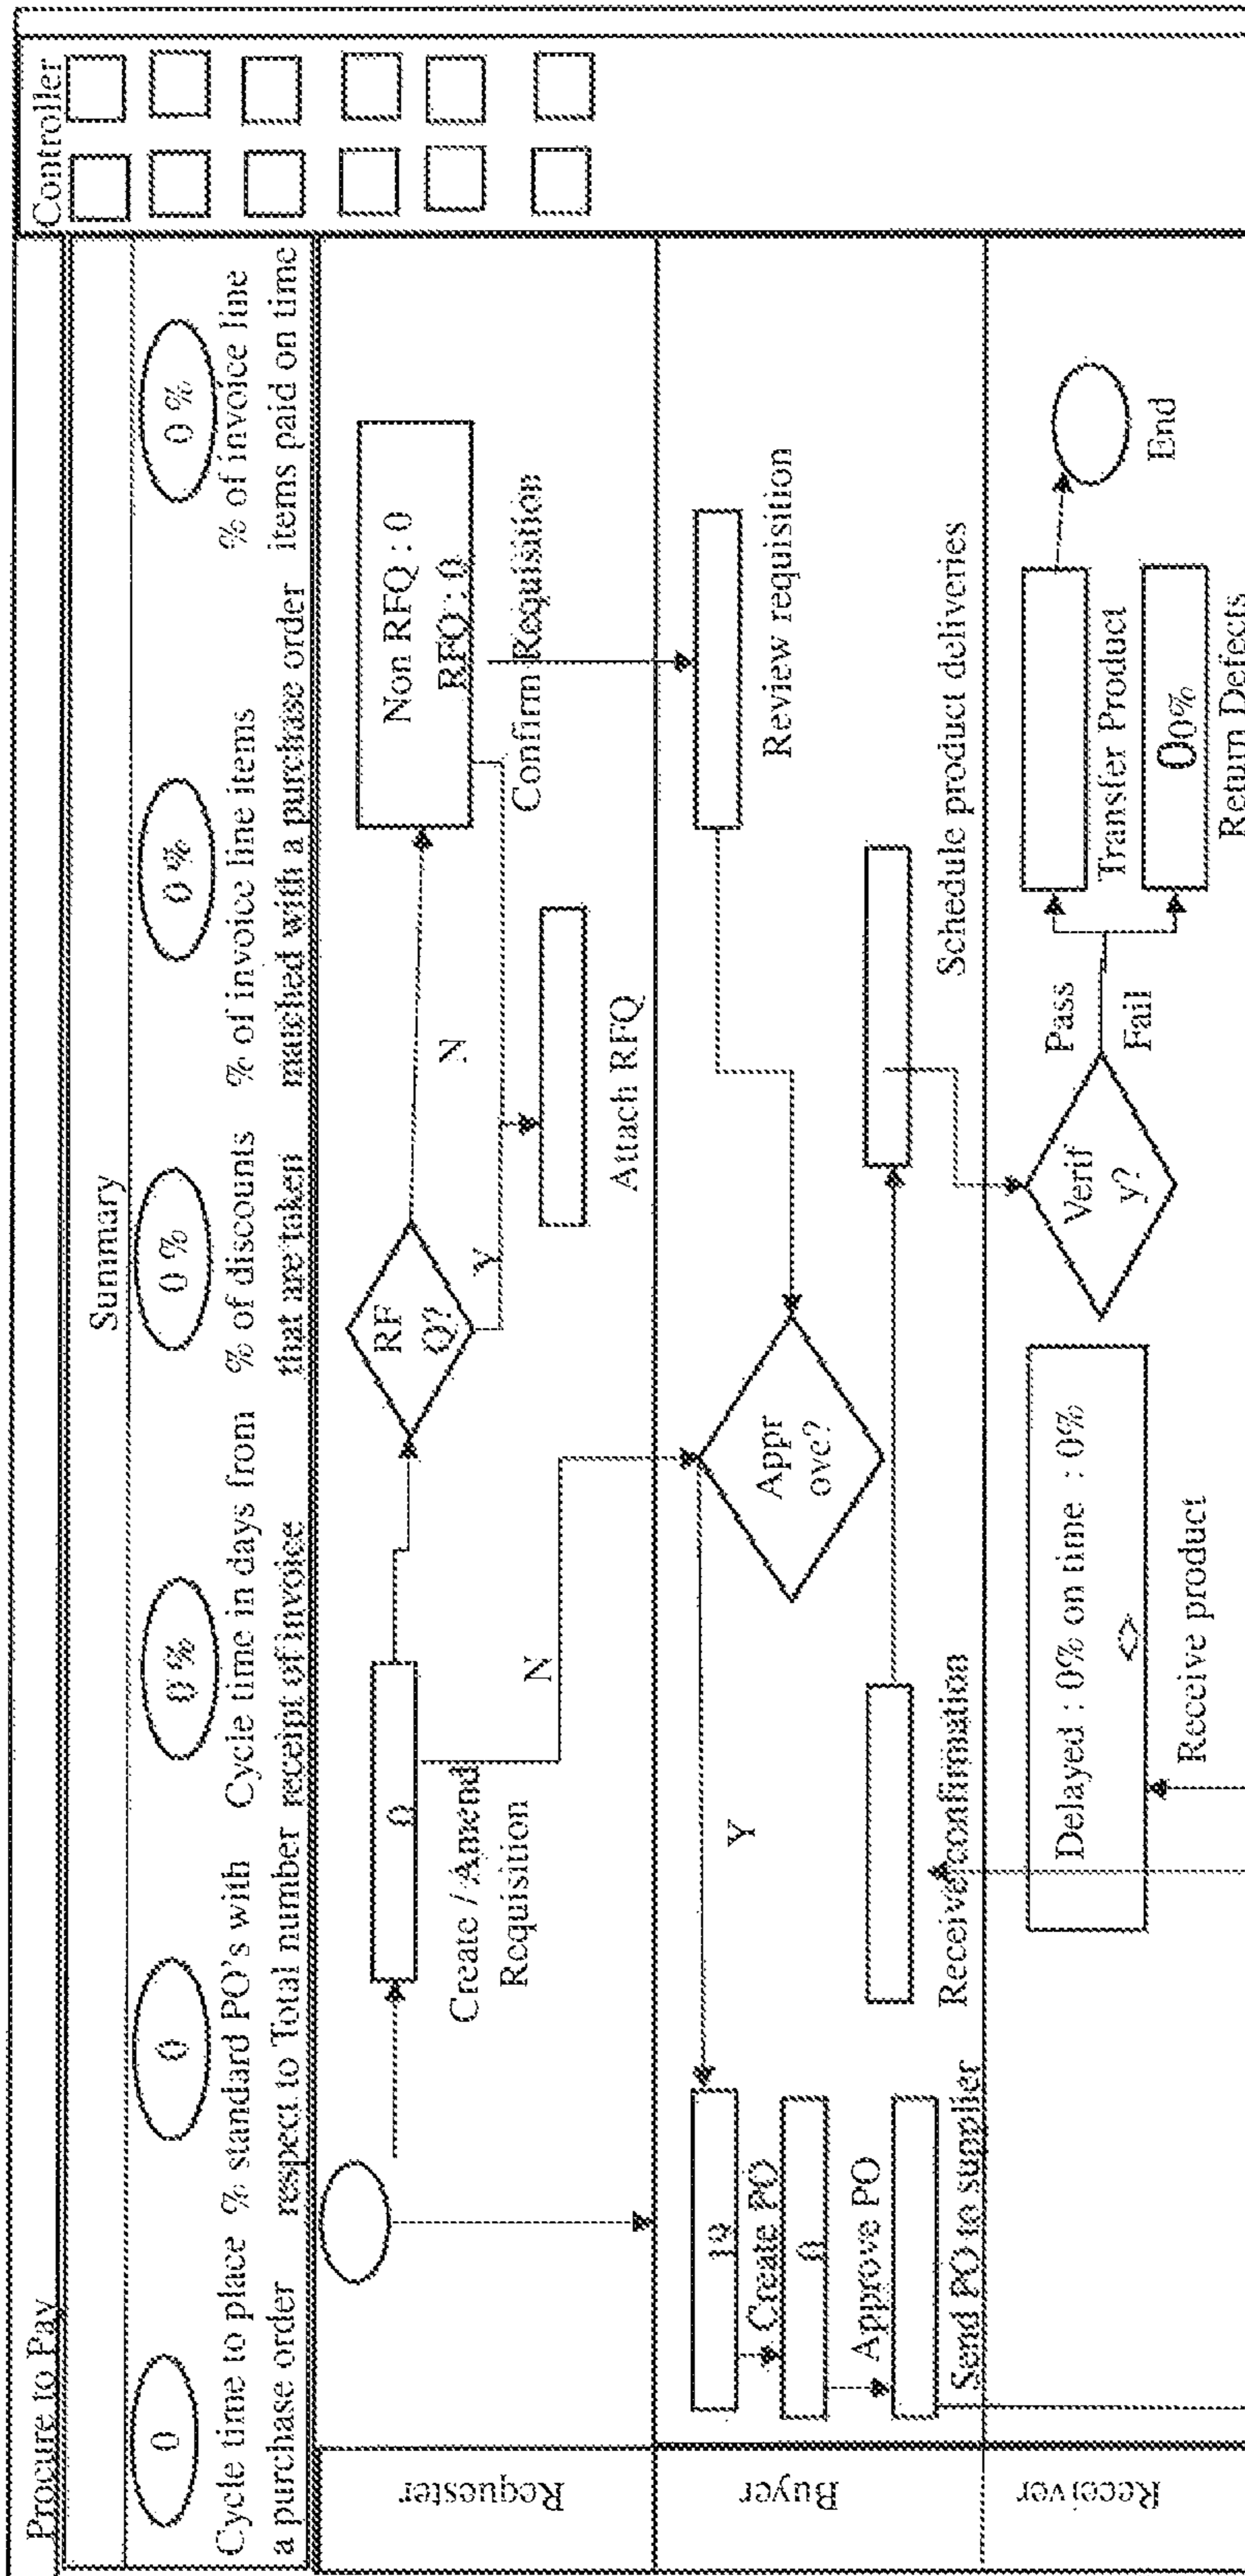 Procure to Pay
Controller
Summary
0
0
0 %
0 %
0 %
0 %
Cycle time to place
a purchase order
% standard PO's with
respect to Total number
Cycle time in days from
receipt of invoice
% of discounts
that are token
% of invoice line items
matched with a purchase order
% of invoice line
items paid on time
Requester
0
Create / Amend
Requisition
N
RF
Q?
N
Y
Non RFQ : 0
RFQ : 0
Confirm Requisition
Attach RFQ
Buyer
19
Create PO
0
Approve PO
Send PO to supplier
Y
Appr
ove?
Review requisition
Receive confirmation
Schedule product deliveries
Receiver
Delayed : 0% on time : 0%
<>
Receive product
Verif
y?
Pass
Fail
Transfer Product
00%
Return Defects
End